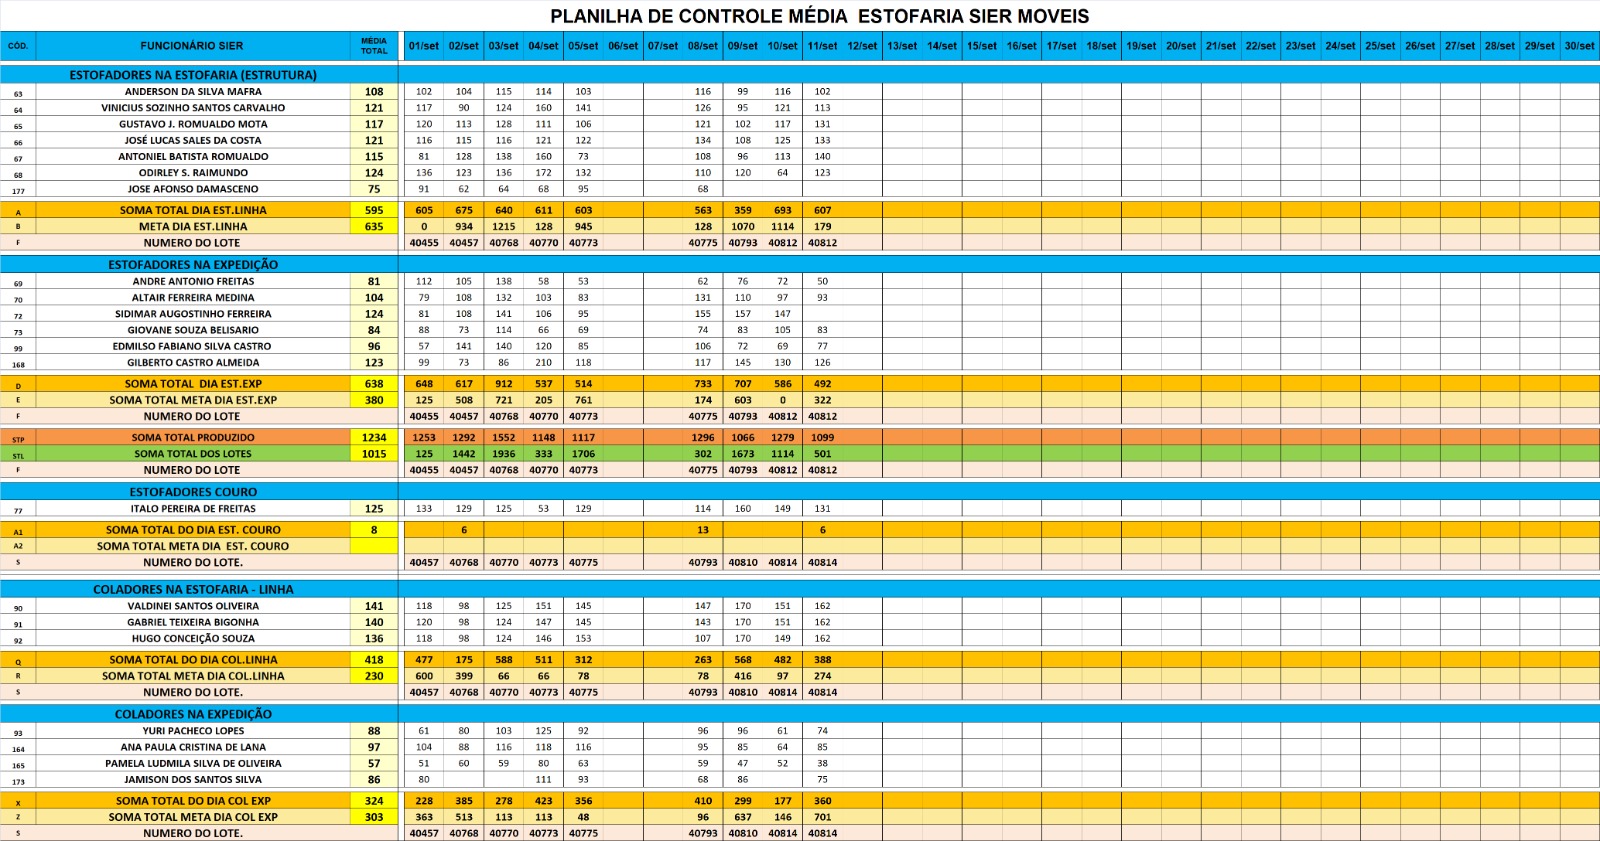 PLANILHA DE CONTROLE MÉDIA ESTOFARIA SIER MOVEIS
CÓD. FUNCIONÁRIO SIER MÉDIA TOTAL 01/set 02/set 03/set 04/set 05/set 06/set 07/set 08/set 09/set 10/set 11/set 12/set 13/set 14/set 15/set 16/set 17/set 18/set 19/set 20/set 21/set 22/set 23/set 24/set 25/set 26/set 27/set 28/set 29/set 30/set
ESTOFADORES NA ESTOFARIA (ESTRUTURA)
63 ANDERSON DA SILVA MAFRA 108 102 104 115 114 103 116 99 116 102
64 VINICIUS SOZINHO SANTOS CARVALHO 121 117 90 124 160 141 126 95 121 113
65 GUSTAVO J. ROMUALDO MOTA 117 120 113 128 111 106 121 102 117 131
66 JOSÉ LUCAS SALES DA COSTA 121 116 115 116 121 122 134 108 125 133
67 ANTONIEL BATISTA ROMUALDO 115 81 128 138 160 73 108 96 113 140
68 ODIRLEY S. RAIMUNDO 124 136 123 136 172 132 110 120 64 123
177 JOSE AFONSO DAMASCENO 75 91 62 64 68 95 68
A SOMA TOTAL DIA EST.LINHA 595 605 675 640 611 603 563 359 693 607
B META DIA EST.LINHA 635 0 934 1215 128 945 128 1070 1114 179
F NUMERO DO LOTE 40455 40457 40768 40770 40773 40775 40793 40812 40812
ESTOFADORES NA EXPEDIÇÃO
69 ANDRE ANTONIO FREITAS 81 112 105 138 58 53 62 76 72 50
70 ALTAIR FERREIRA MEDINA 104 79 108 132 103 83 131 110 97 93
72 SIDIMAR AUGOSTINHO FERREIRA 124 81 108 141 106 95 155 157 147
73 GIOVANE SOUZA BELISARIO 84 88 73 114 66 69 74 83 105 83
99 EDMILSO FABIANO SILVA CASTRO 96 57 141 140 120 85 106 72 69 77
168 GILBERTO CASTRO ALMEIDA 123 99 73 86 210 118 117 145 130 126
D SOMA TOTAL DIA EST.EXP 638 648 617 912 537 514 733 707 586 492
E SOMA TOTAL META DIA EST.EXP 380 125 508 721 205 761 174 603 0 322
F NUMERO DO LOTE 40455 40457 40768 40770 40773 40775 40793 40812 40812
STP SOMA TOTAL PRODUZIDO 1234 1253 1292 1552 1148 1117 1296 1066 1279 1099
STL SOMA TOTAL DOS LOTES 1015 125 1442 1936 333 1706 302 1673 1114 501
F NUMERO DO LOTE 40455 40457 40768 40770 40773 40775 40793 40812 40812
ESTOFADORES COURO
77 ITALO PEREIRA DE FREITAS 125 133 129 125 53 129 114 160 149 131
A1 SOMA TOTAL DO DIA EST. COURO 8 6 13 6
A2 SOMA TOTAL META DIA EST. COURO
S NUMERO DO LOTE. 40457 40768 40770 40773 40775 40793 40810 40814 40814
COLADORES NA ESTOFARIA - LINHA
90 VALDINEI SANTOS OLIVEIRA 141 118 98 125 151 145 147 170 151 162
91 GABRIEL TEIXEIRA BIGONHA 140 120 98 124 147 145 143 170 151 162
92 HUGO CONCEIÇÃO SOUZA 136 118 98 124 146 153 107 170 149 162
Q SOMA TOTAL DO DIA COL.LINHA 418 477 175 588 511 312 263 568 482 388
R SOMA TOTAL META DIA COL.LINHA 230 600 399 66 66 78 78 416 97 274
S NUMERO DO LOTE. 40457 40768 40770 40773 40775 40793 40810 40814 40814
COLADORES NA EXPEDIÇÃO
93 YURI PACHECO LOPES 88 61 80 103 125 92 96 96 61 74
164 ANA PAULA CRISTINA DE LANA 97 104 88 116 118 116 95 85 64 85
165 PAMELA LUDMILA SILVA DE OLIVEIRA 57 51 60 59 80 63 59 47 52 38
173 JAMISON DOS SANTOS SILVA 86 80 111 93 68 86 75
X SOMA TOTAL DO DIA COL EXP 324 228 385 278 423 356 410 299 177 360
Z SOMA TOTAL META DIA COL EXP 303 363 513 113 113 48 96 637 146 701
S NUMERO DO LOTE. 40457 40768 40770 40773 40775 40793 40810 40814 40814